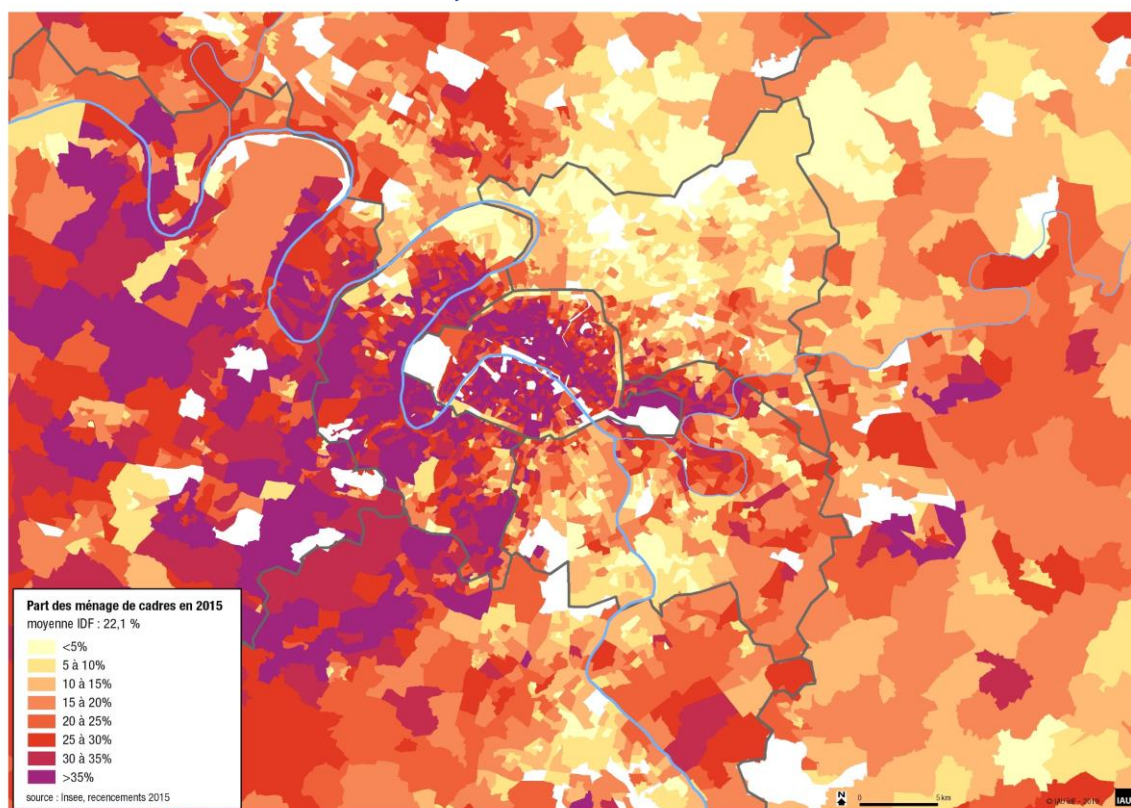 Part des ménage de cadres en 2015
moyenne IDF : 22,1 %
<5%
5 à 10%
10 à 15%
15 à 20%
20 à 25%
25 à 30%
30 à 35%
>35%
source : Insee, recencements 2015
N
0 5 km